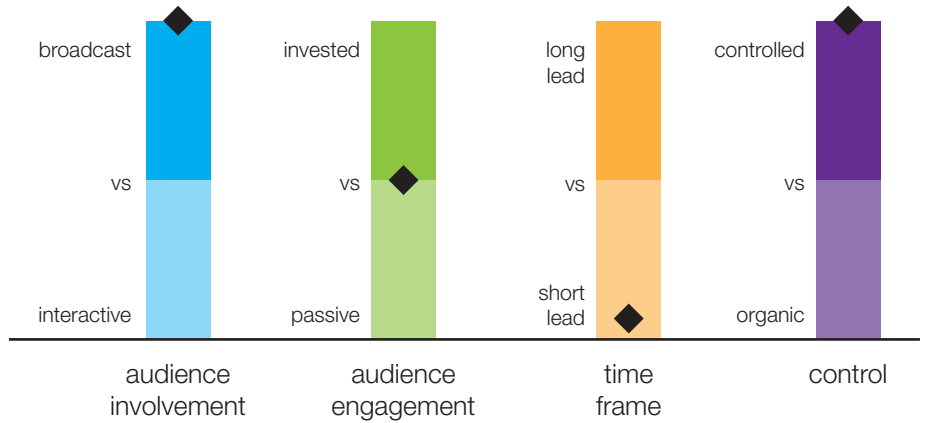 broadcast
vs
interactive
audience
involvement
invested
vs
passive
audience
engagement
long
lead
vs
short
lead
time
frame
controlled
vs
organic
control